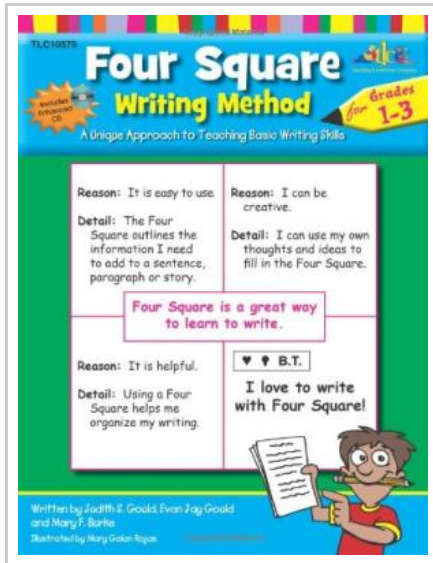 TLC10575
Four Square
Writing Method
Includes
Enhanced
CD
for Grades
1-3
A Unique Approach to Teaching Basic Writing Skills
Reason: It is easy to use
Detail: The Four
Square outlines the
information I need
to add to a sentence,
paragraph or story.
Reason: I can be
creative.
Detail: I can use my own
thoughts and ideas to
fill in the Four Square.
Four Square is a great way
to learn to write.
Reason: It is helpful.
Detail: Using a Four
Square helps me
organize my writing.
B.T.
I love to write
with Four Square!
Written by Judith S. Gould, Evan Jay Gould
and Mary F. Burke
Illustrated by Mary Galan Rojas